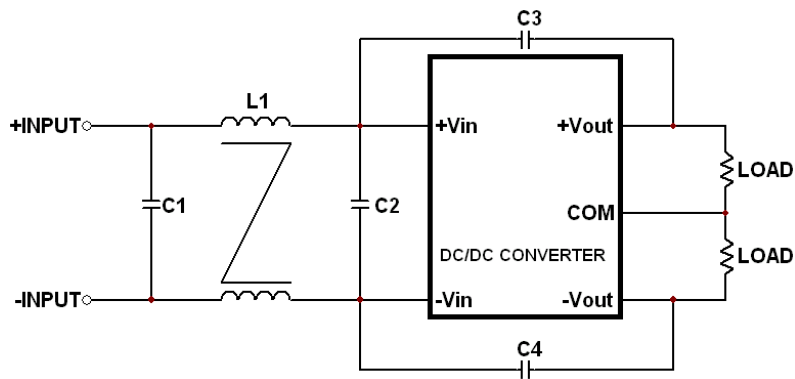 C3
L1
+INPUT
+Vin
+Vout
LOAD
C1
C2
COM
DC/DC CONVERTER
LOAD
-INPUT
-Vin
-Vout
C4